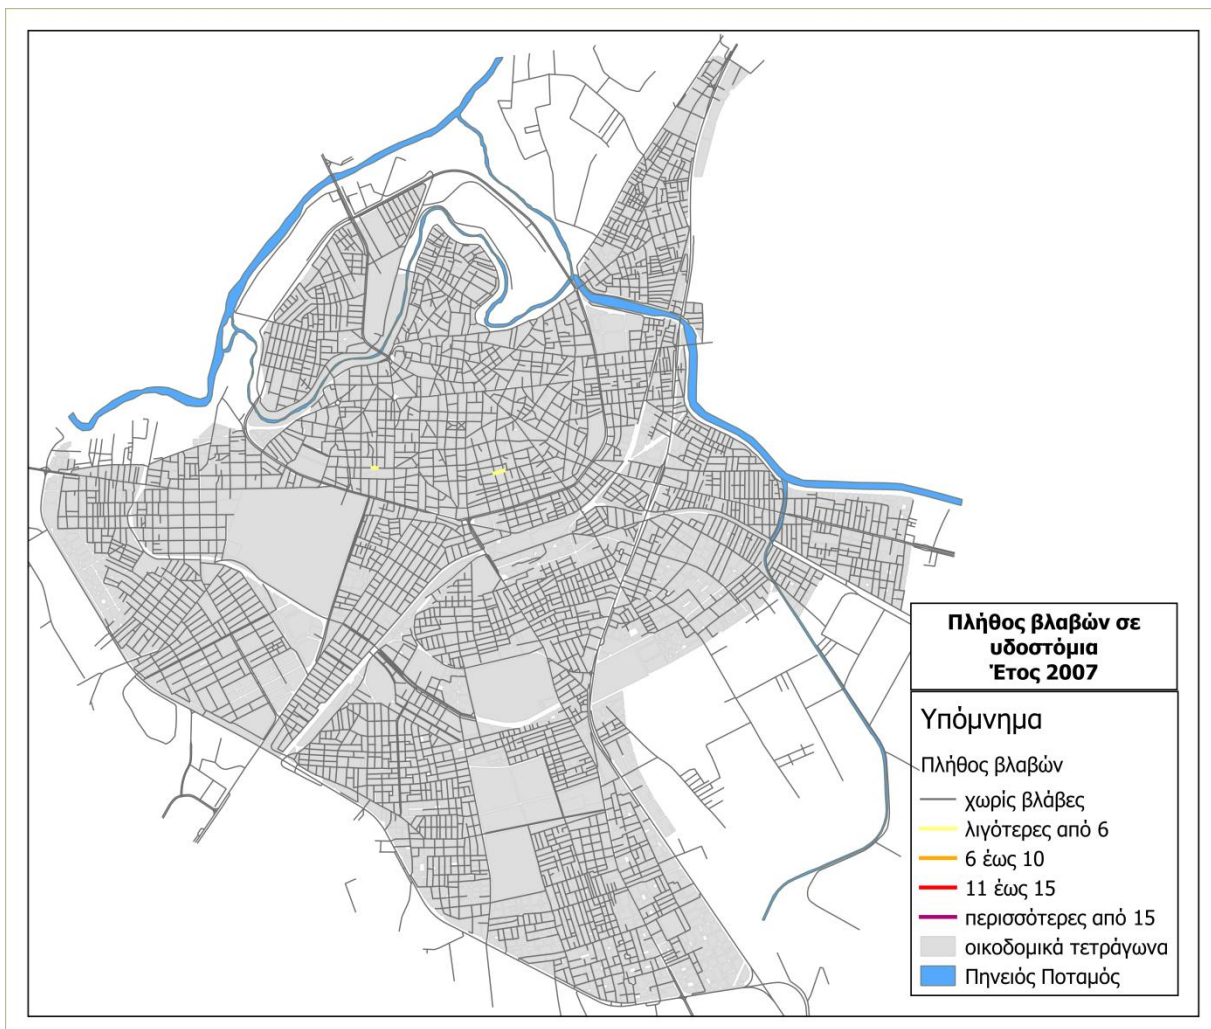 Πλήθος βλαβών σε
υδοστόμια
Έτος 2007
Υπόμνημα
Πλήθος βλαβών
χωρίς βλάβες
λιγότερες από 6
6 έως 10
11 έως 15
περισσότερες από 15
οικοδομικά τετράγωνα
Πηνειός Ποταμός